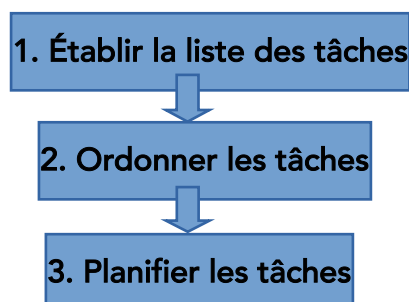 1. Établir la liste des tâches
2. Ordonner les tâches
3. Planifier les tâches